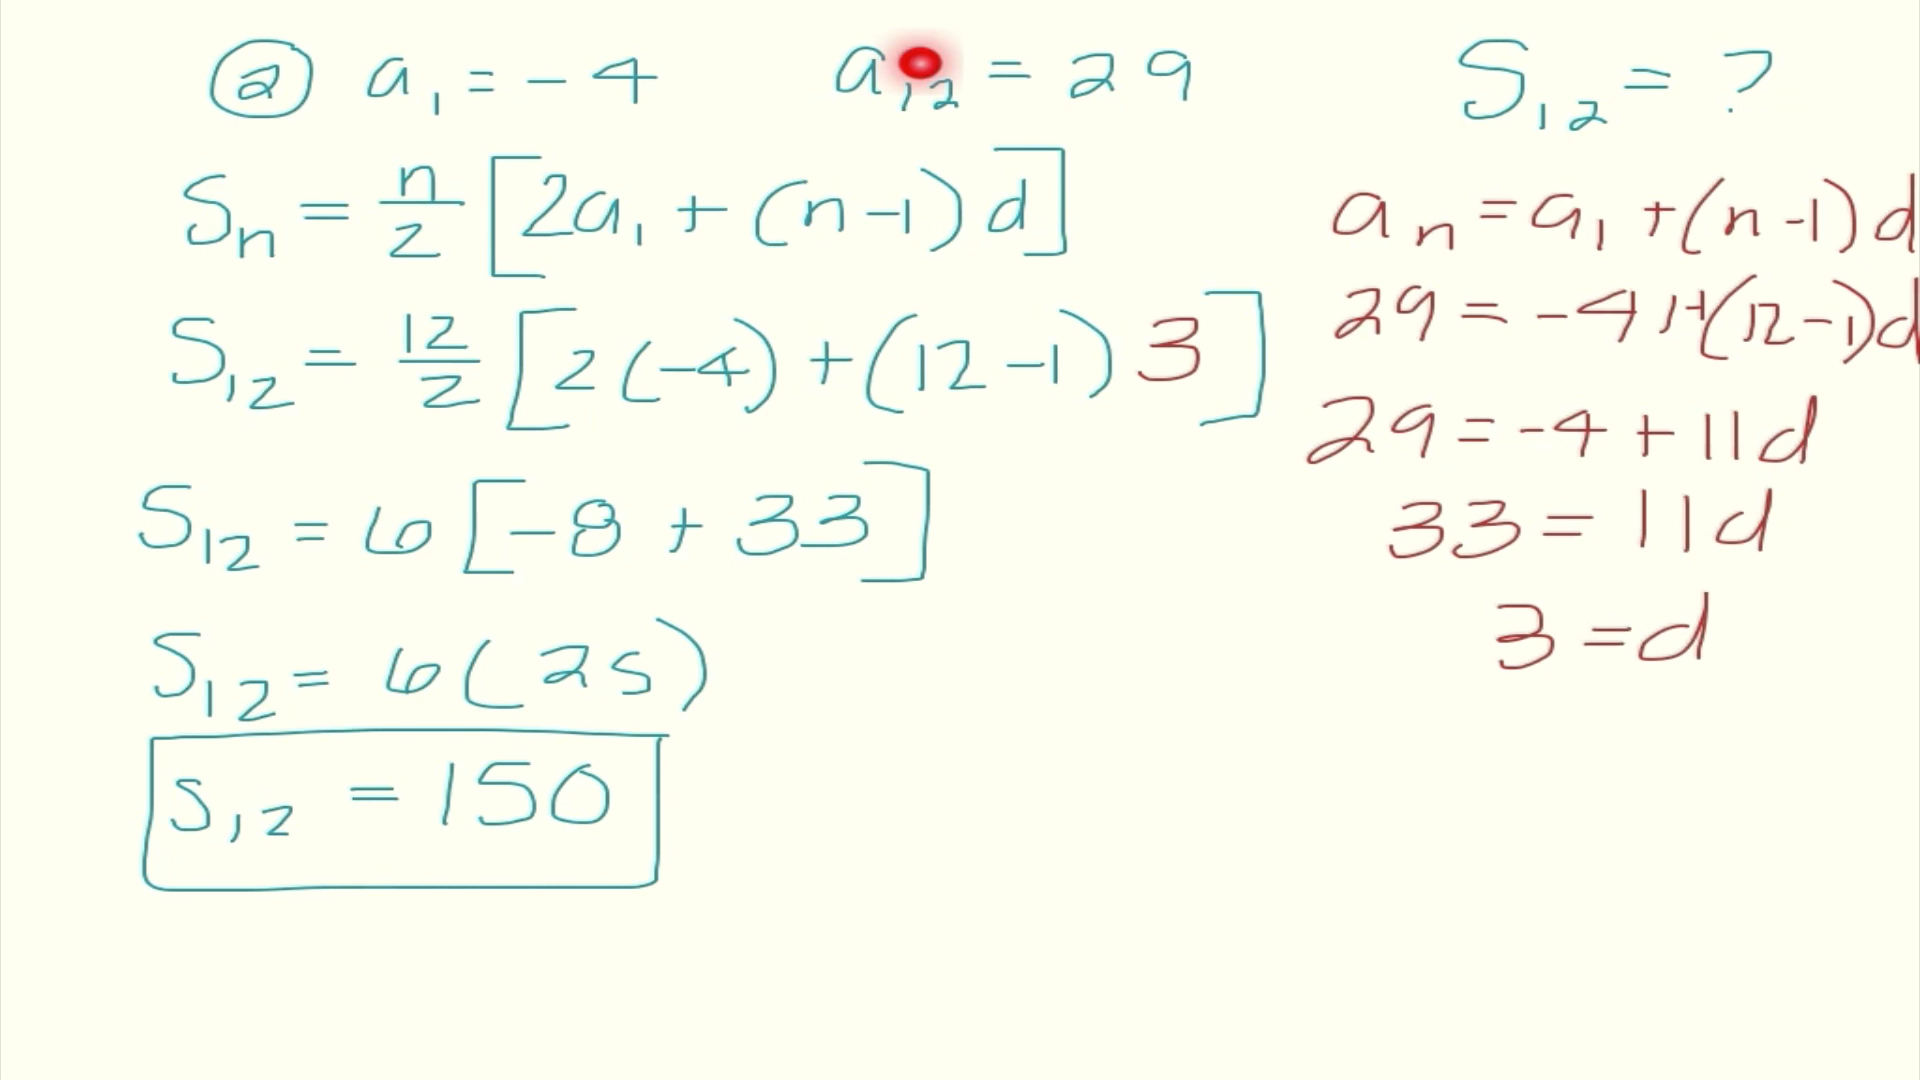 ② a₁ = -4 a₁₂ = 29 S₁₂ = ?
Sₙ = n/2 [2a₁ + (n-1)d]
S₁₂ = 12/2 [2(-4) + (12-1)3]
S₁₂ = 6[-8 + 33]
S₁₂ = 6(25)
S₁₂ = 150
aₙ = a₁ + (n-1)d
29 = -4 + (12-1)d
29 = -4 + 11d
33 = 11d
3 = d